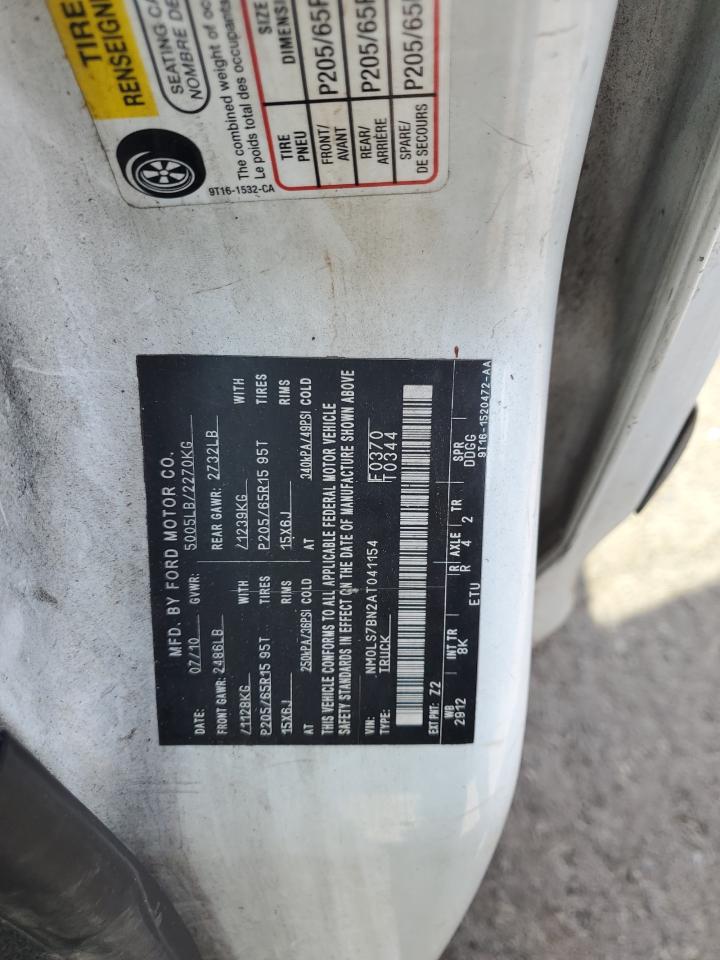 TIRE
RENSEIGN
SEATING CA
NOMBRE DE
The combined weight of occ
Le poids total des occupants
TIRE SIZE
PNEU DIMENSI
FRONT/ P205/65R
AVANT
REAR/ P205/65R
ARRIÈRE
SPARE/ P205/65R
DE SECOURS
9T16-1532-CA
MFD. BY FORD MOTOR CO.
DATE: 07/10 GVWR: 5005LB/2270KG
FRONT GAWR: 2486LB REAR GAWR: 2732LB
/1128KG WITH /1239KG WITH
P205/65R15 95T TIRES P205/65R15 95T TIRES
15X6.J RIMS 15X6.J RIMS
AT 250kPA/36PSI COLD AT 340kPA/49PSI COLD
THIS VEHICLE CONFORMS TO ALL APPLICABLE FEDERAL MOTOR VEHICLE
SAFETY STANDARDS IN EFFECT ON THE DATE OF MANUFACTURE SHOWN ABOVE
VIN: NM0LS7BN2AT041154 F0370
TYPE: TRUCK T0344
EXT PNT: Z2 R AXLE TR SPR
WB INT TR R 4 2 DDGG
2912 8K
ETU 9T16-1520472-AA